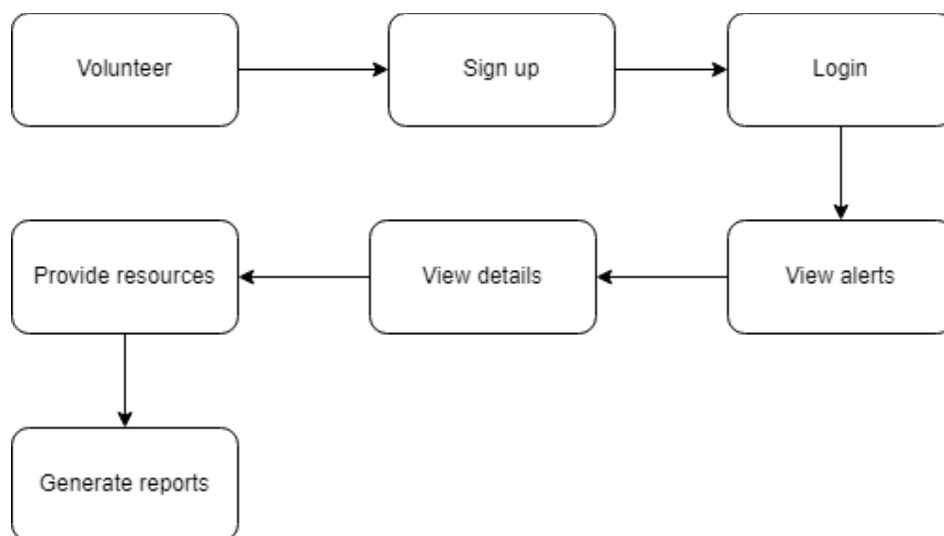 Volunteer
Sign up
Login
Provide resources
View details
View alerts
Generate reports